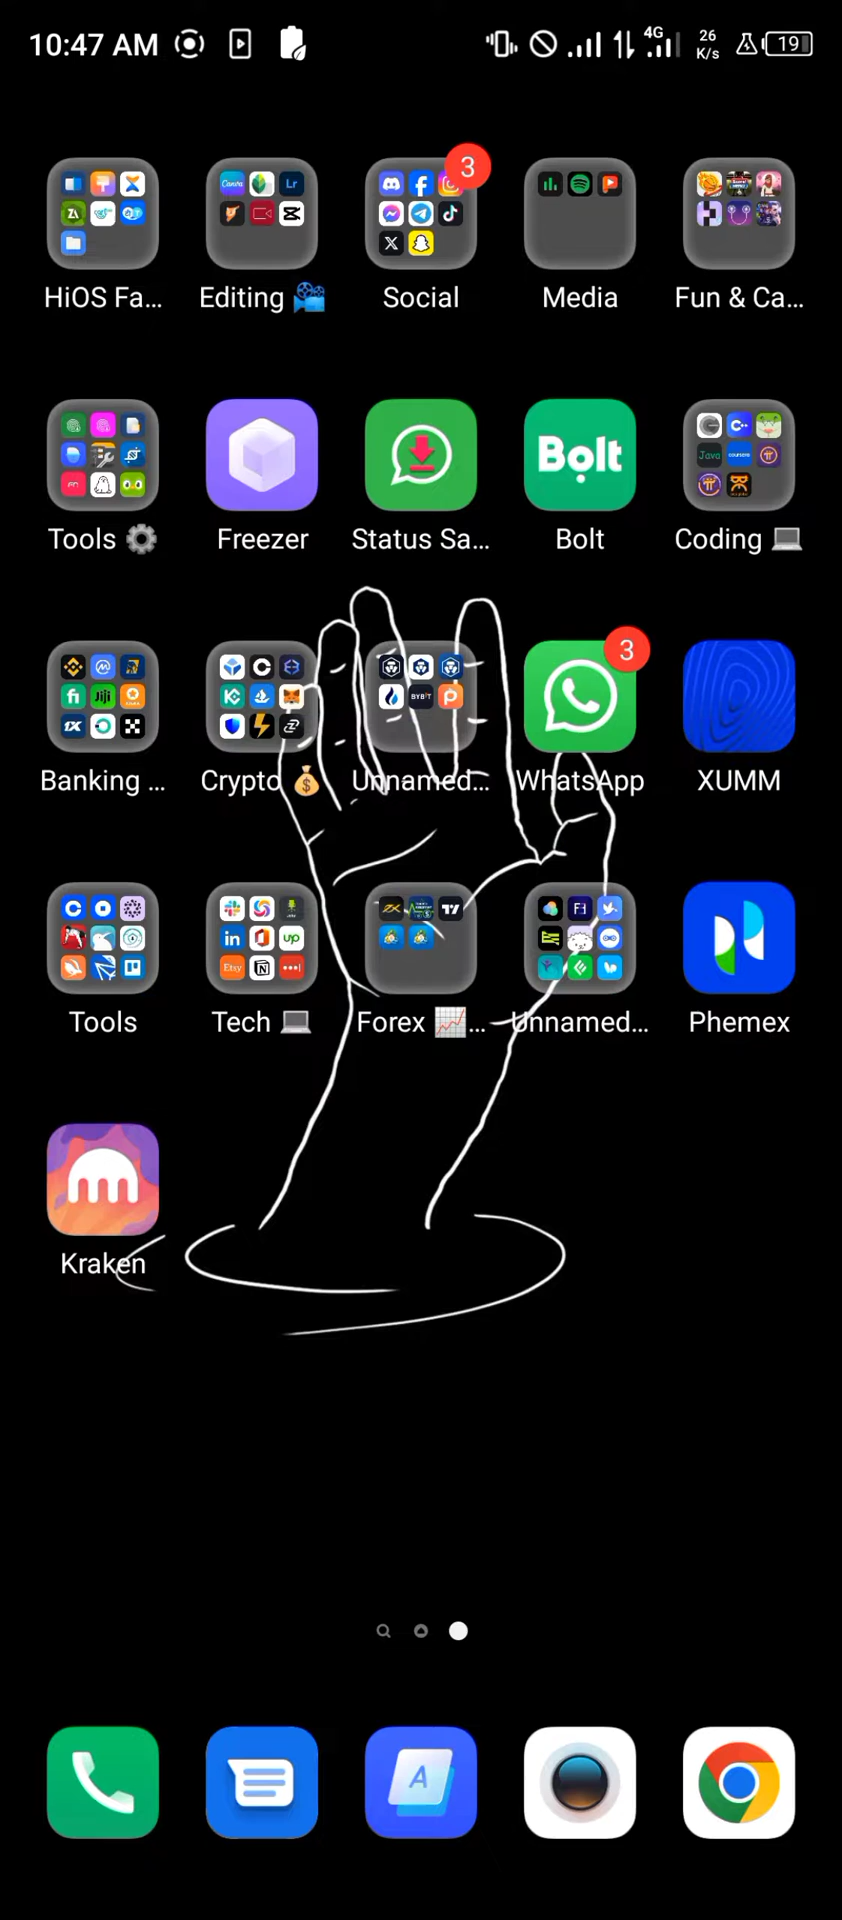 10:47 AM 4G 26 K/s 19
3
HiOS Fa... Editing 🎥 Social Media Fun & Ca...
Bolt
Tools ⚙️ Freezer Status Sa... Bolt Coding 💻
3
Banking ... Crypto 💰 Unnamed... WhatsApp XUMM
Tools Tech 💻 Forex 📈... Unnamed... Phemex
Kraken
A